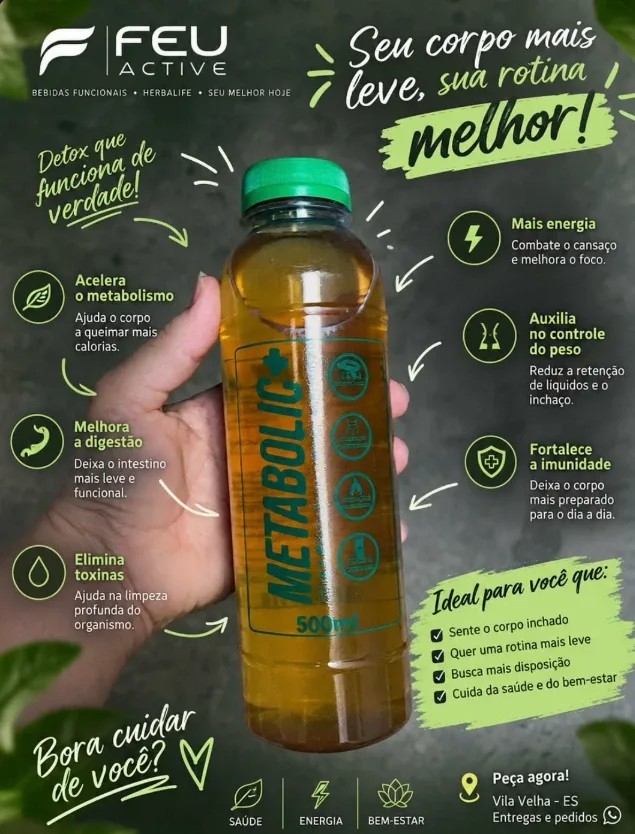 FEU
ACTIVE
BEBIDAS FUNCIONAIS • HERBALIFE • SEU MELHOR HOJE
Seu corpo mais
leve, sua rotina
melhor!
Detox que
funciona de
verdade!
Acelera
o metabolismo
Ajuda o corpo
a queimar mais
calorias.
Melhora
a digestão
Deixa o intestino
mais leve e
funcional.
Elimina
toxinas
Ajuda na limpeza
profunda do
organismo.
METABOLIC+
500ml
Mais energia
Combate o cansaço
e melhora o foco.
Auxilia
no controle
do peso
Reduz a retenção
de líquidos e o
inchaço.
Fortalece
a imunidade
Deixa o corpo
mais preparado
para o dia a dia.
Ideal para você que:
Sente o corpo inchado
Quer uma rotina mais leve
Busca mais disposição
Cuida da saúde e do bem-estar
Bora cuidar
de você?
SAÚDE
ENERGIA
BEM-ESTAR
Peça agora!
Vila Velha - ES
Entregas e pedidos